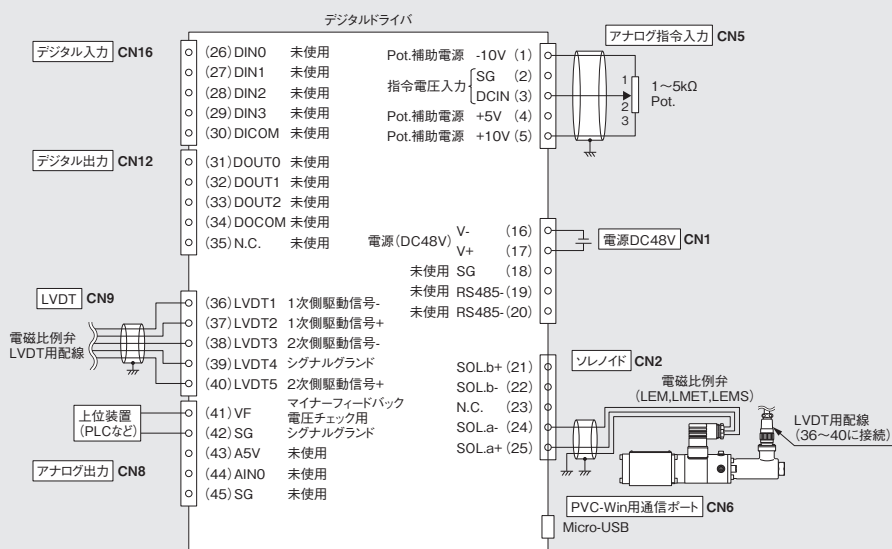 デジタルドライバ
デジタル入力 CN16
(26) DIN0 未使用
(27) DIN1 未使用
(28) DIN2 未使用
(29) DIN3 未使用
(30) DICOM 未使用
デジタル出力 CN12
(31) DOUT0 未使用
(32) DOUT1 未使用
(33) DOUT2 未使用
(34) DOCOM 未使用
(35) N.C. 未使用
LVDT CN9
電磁比例弁
LVDT用配線
(36) LVDT1 1次側駆動信号-
(37) LVDT2 1次側駆動信号+
(38) LVDT3 2次側駆動信号-
(39) LVDT4 シグナルグランド
(40) LVDT5 2次側駆動信号+
上位装置
(PLCなど)
アナログ出力 CN8
(41) VF マイナーフィードバック
電圧チェック用
(42) SG シグナルグランド
(43) A5V 未使用
(44) AIN0 未使用
(45) SG 未使用
アナログ指令入力 CN5
Pot.補助電源 -10V (1)
指令電圧入力
SG (2)
DCIN (3)
Pot.補助電源 +5V (4)
Pot.補助電源 +10V (5)
1
2
3
1〜5kΩ
Pot.
電源(DC48V)
V- (16)
V+ (17)
未使用 SG (18)
未使用 RS485- (19)
未使用 RS485- (20)
電源DC48V CN1
ソレノイド CN2
SOL.b+ (21)
SOL.b- (22)
N.C. (23)
SOL.a- (24)
SOL.a+ (25)
電磁比例弁
(LEM,LMET,LEMS)
LVDT用配線
(36〜40に接続)
PVC-Win用通信ポート CN6
Micro-USB